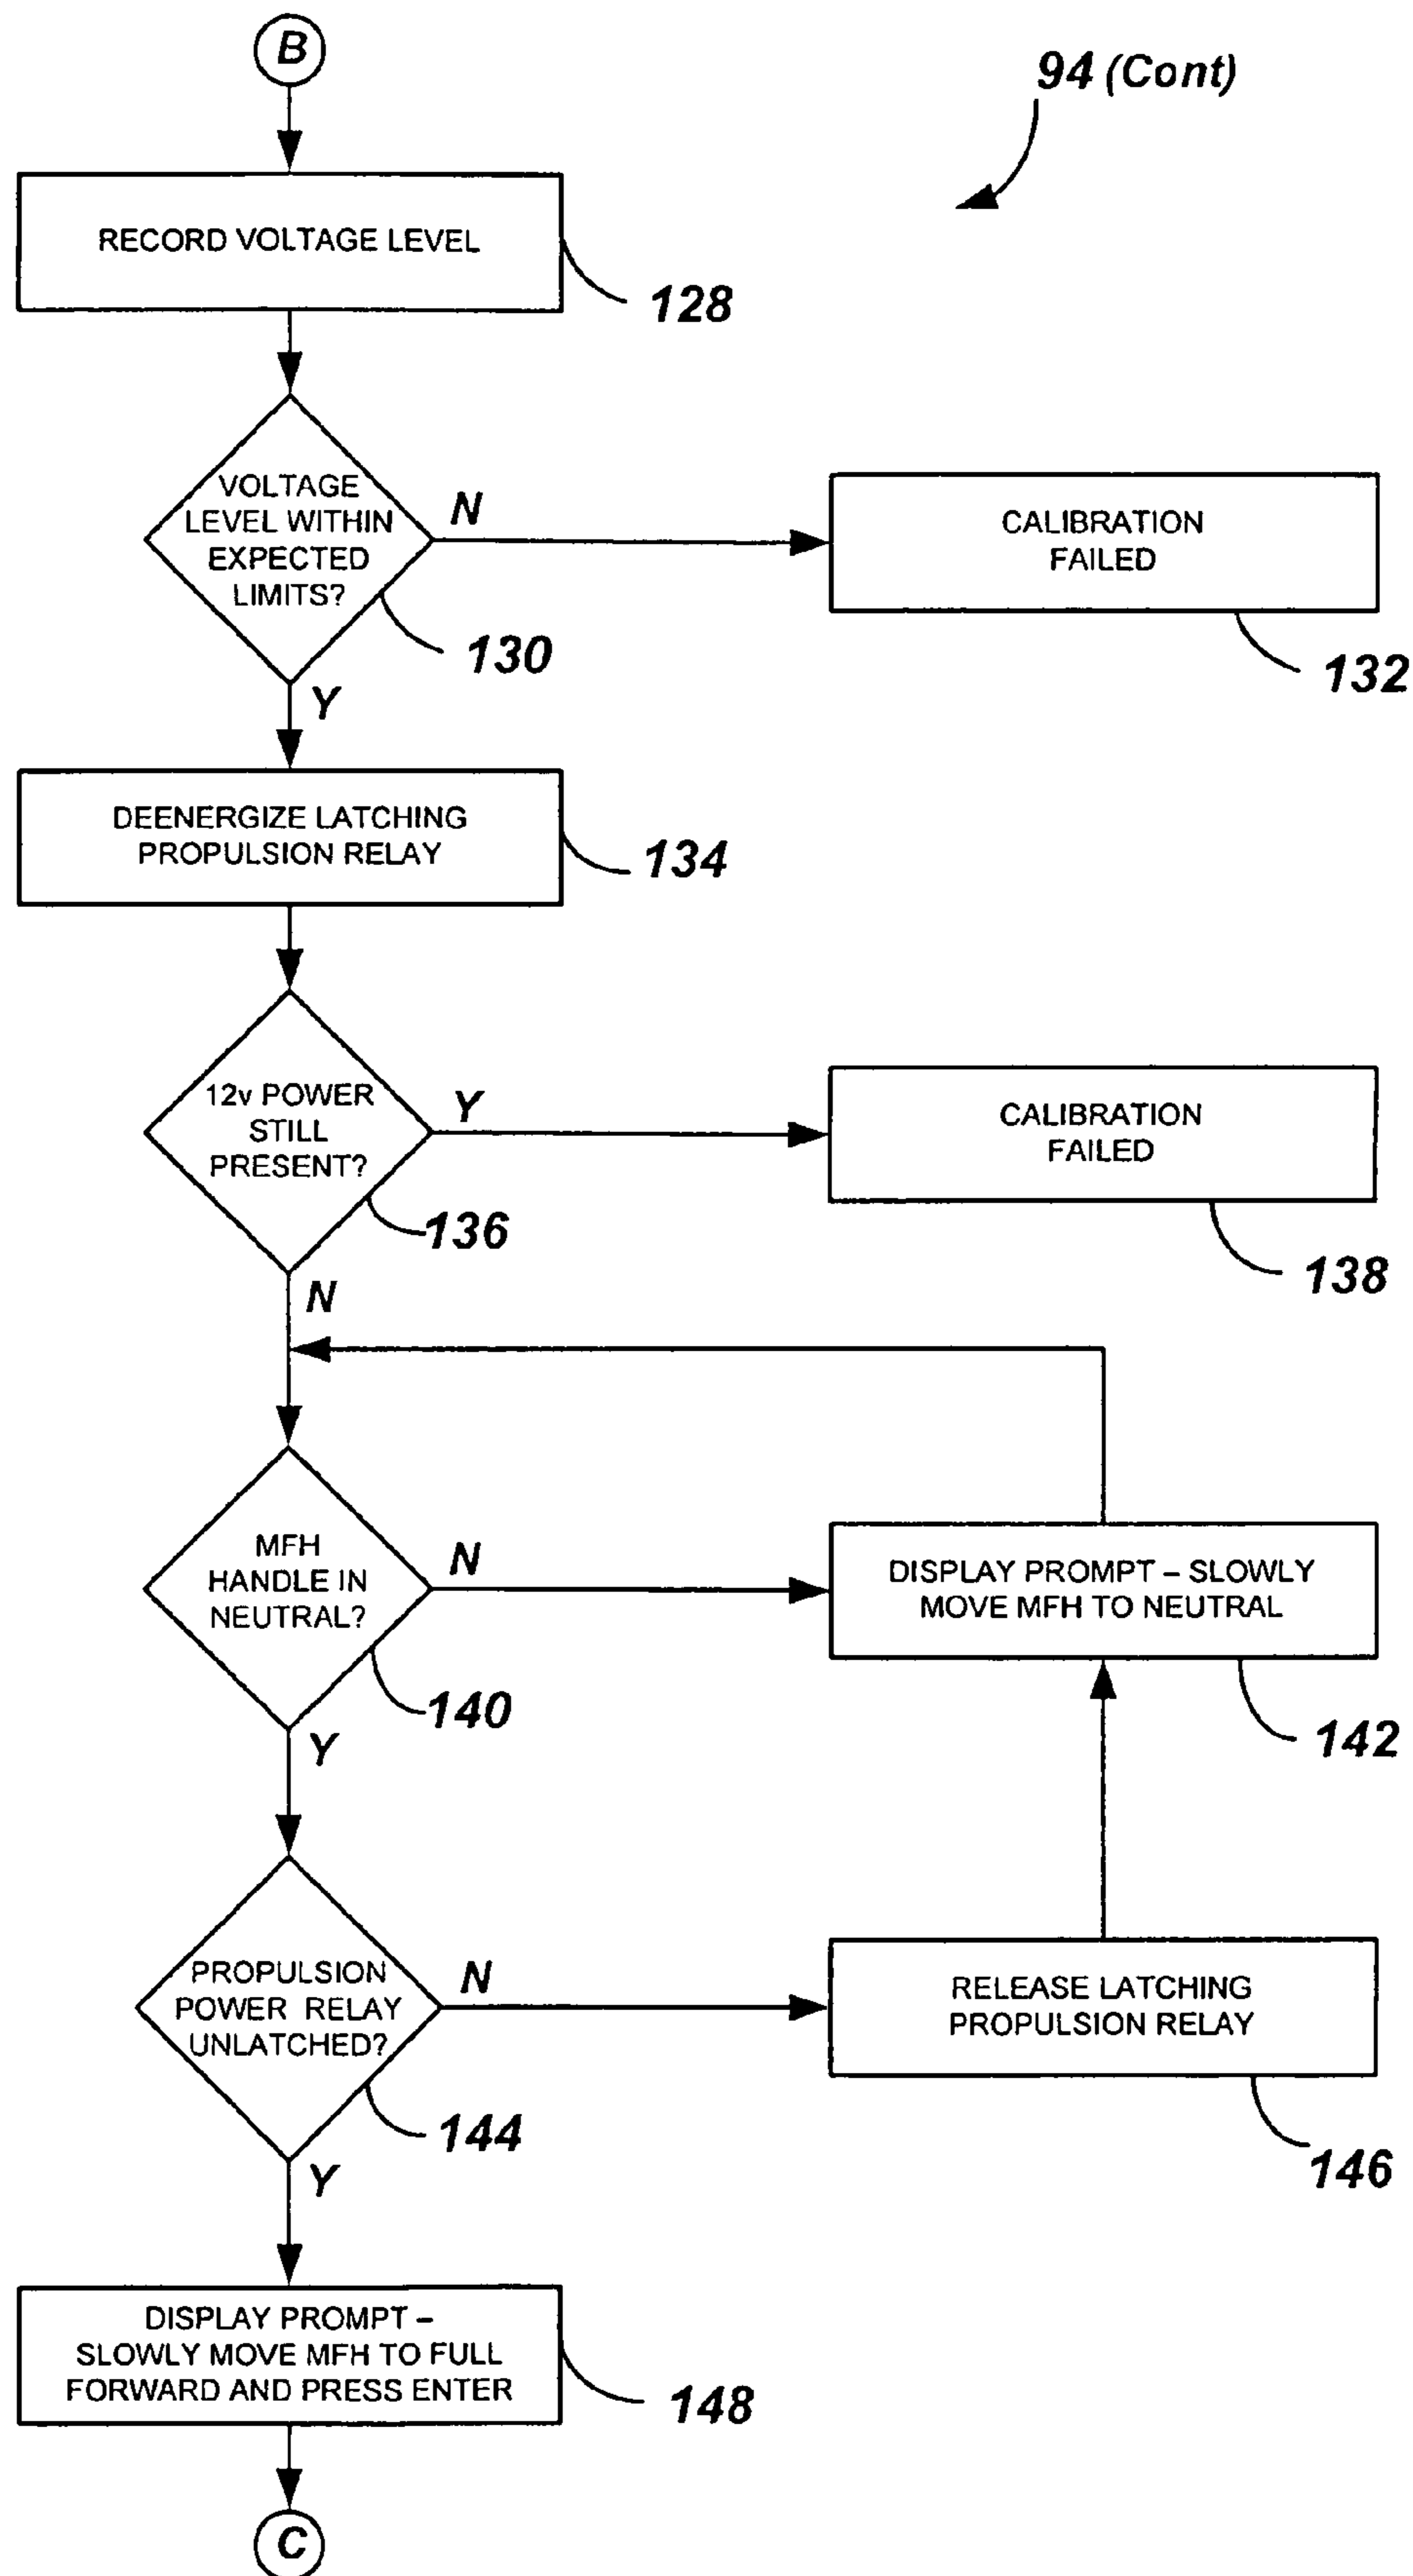 B
94 (Cont)
RECORD VOLTAGE LEVEL
128
VOLTAGE
LEVEL WITHIN
EXPECTED
LIMITS?
N
CALIBRATION
FAILED
130
132
Y
DEENERGIZE LATCHING
PROPULSION RELAY
134
12v POWER
STILL
PRESENT?
Y
CALIBRATION
FAILED
136
138
N
MFH
HANDLE IN
NEUTRAL?
N
DISPLAY PROMPT – SLOWLY
MOVE MFH TO NEUTRAL
140
142
Y
PROPULSION
POWER RELAY
UNLATCHED?
N
RELEASE LATCHING
PROPULSION RELAY
144
146
Y
DISPLAY PROMPT –
SLOWLY MOVE MFH TO FULL
FORWARD AND PRESS ENTER
148
C